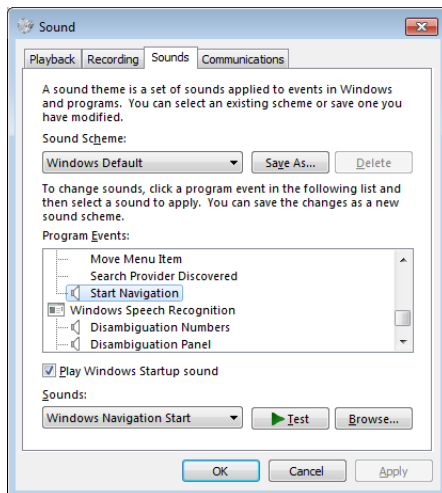 Sound
Playback Recording Sounds Communications
A sound theme is a set of sounds applied to events in Windows
and programs. You can select an existing scheme or save one you
have modified.
Sound Scheme:
Windows Default Save As... Delete
To change sounds, click a program event in the following list and
then select a sound to apply. You can save the changes as a new
sound scheme.
Program Events:
Move Menu Item
Search Provider Discovered
Start Navigation
Windows Speech Recognition
Disambiguation Numbers
Disambiguation Panel
Play Windows Startup sound
Sounds:
Windows Navigation Start Test Browse...
OK Cancel Apply